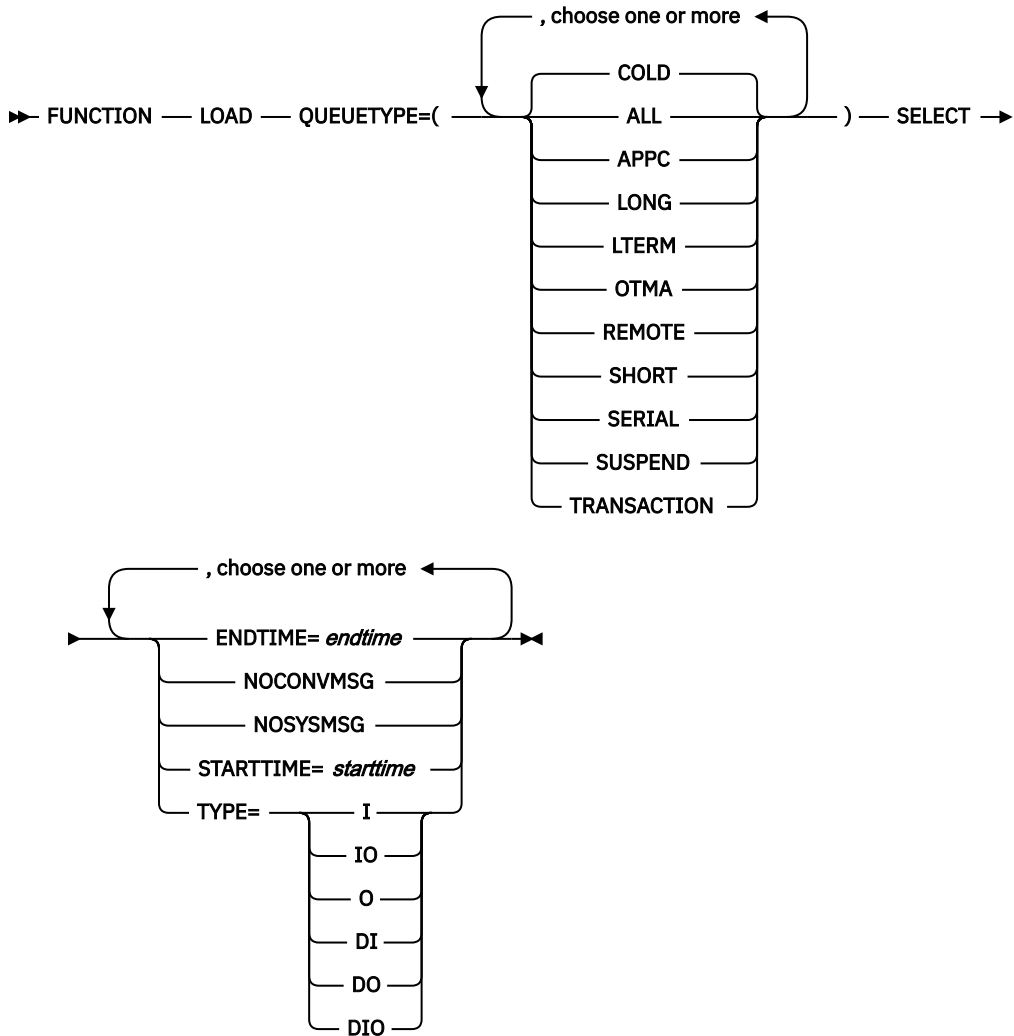 , choose one or more
COLD
FUNCTION LOAD QUEUETYPE=( ALL ) SELECT
APPC
LONG
LTERM
OTMA
REMOTE
SHORT
SERIAL
SUSPEND
TRANSACTION
, choose one or more
ENDTIME= endtime
NOCONVMSG
NOSYSMSG
STARTTIME= starttime
TYPE= I
IO
O
DI
DO
DIO